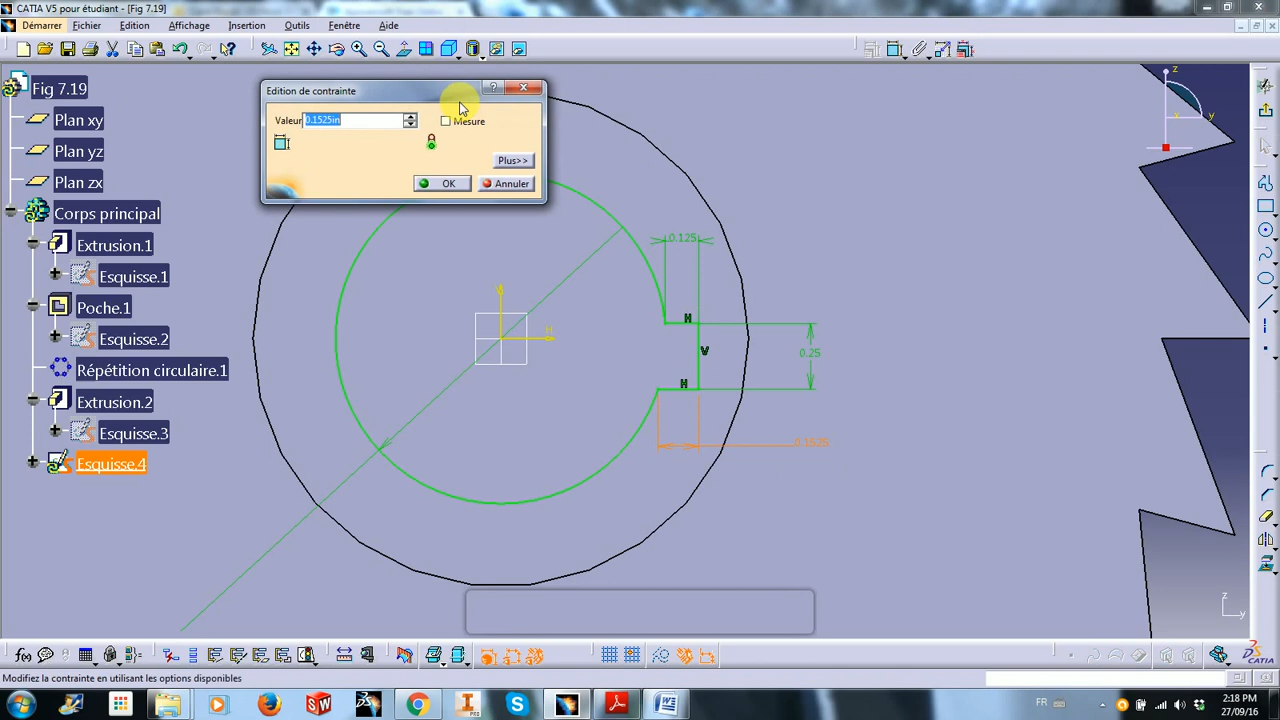 CATIA V5 pour étudiant - [Fig 7.19]
Démarrer Fichier Edition Affichage Insertion Outils Fenêtre Aide
Fig 7.19
Plan xy
Plan yz
Plan zx
Corps principal
Extrusion.1
Esquisse.1
Poche.1
Esquisse.2
Répétition circulaire.1
Extrusion.2
Esquisse.3
Esquisse.4
Edition de contrainte
Valeur 0.1525in
Mesure
Plus>>
OK Annuler
0.125
H
V
0.25
H
0.1525
H
z
y
x
z
y
f(x)
CATIA
Modifiez la contrainte en utilisant les options disponibles
FR
2:18 PM
27/09/16